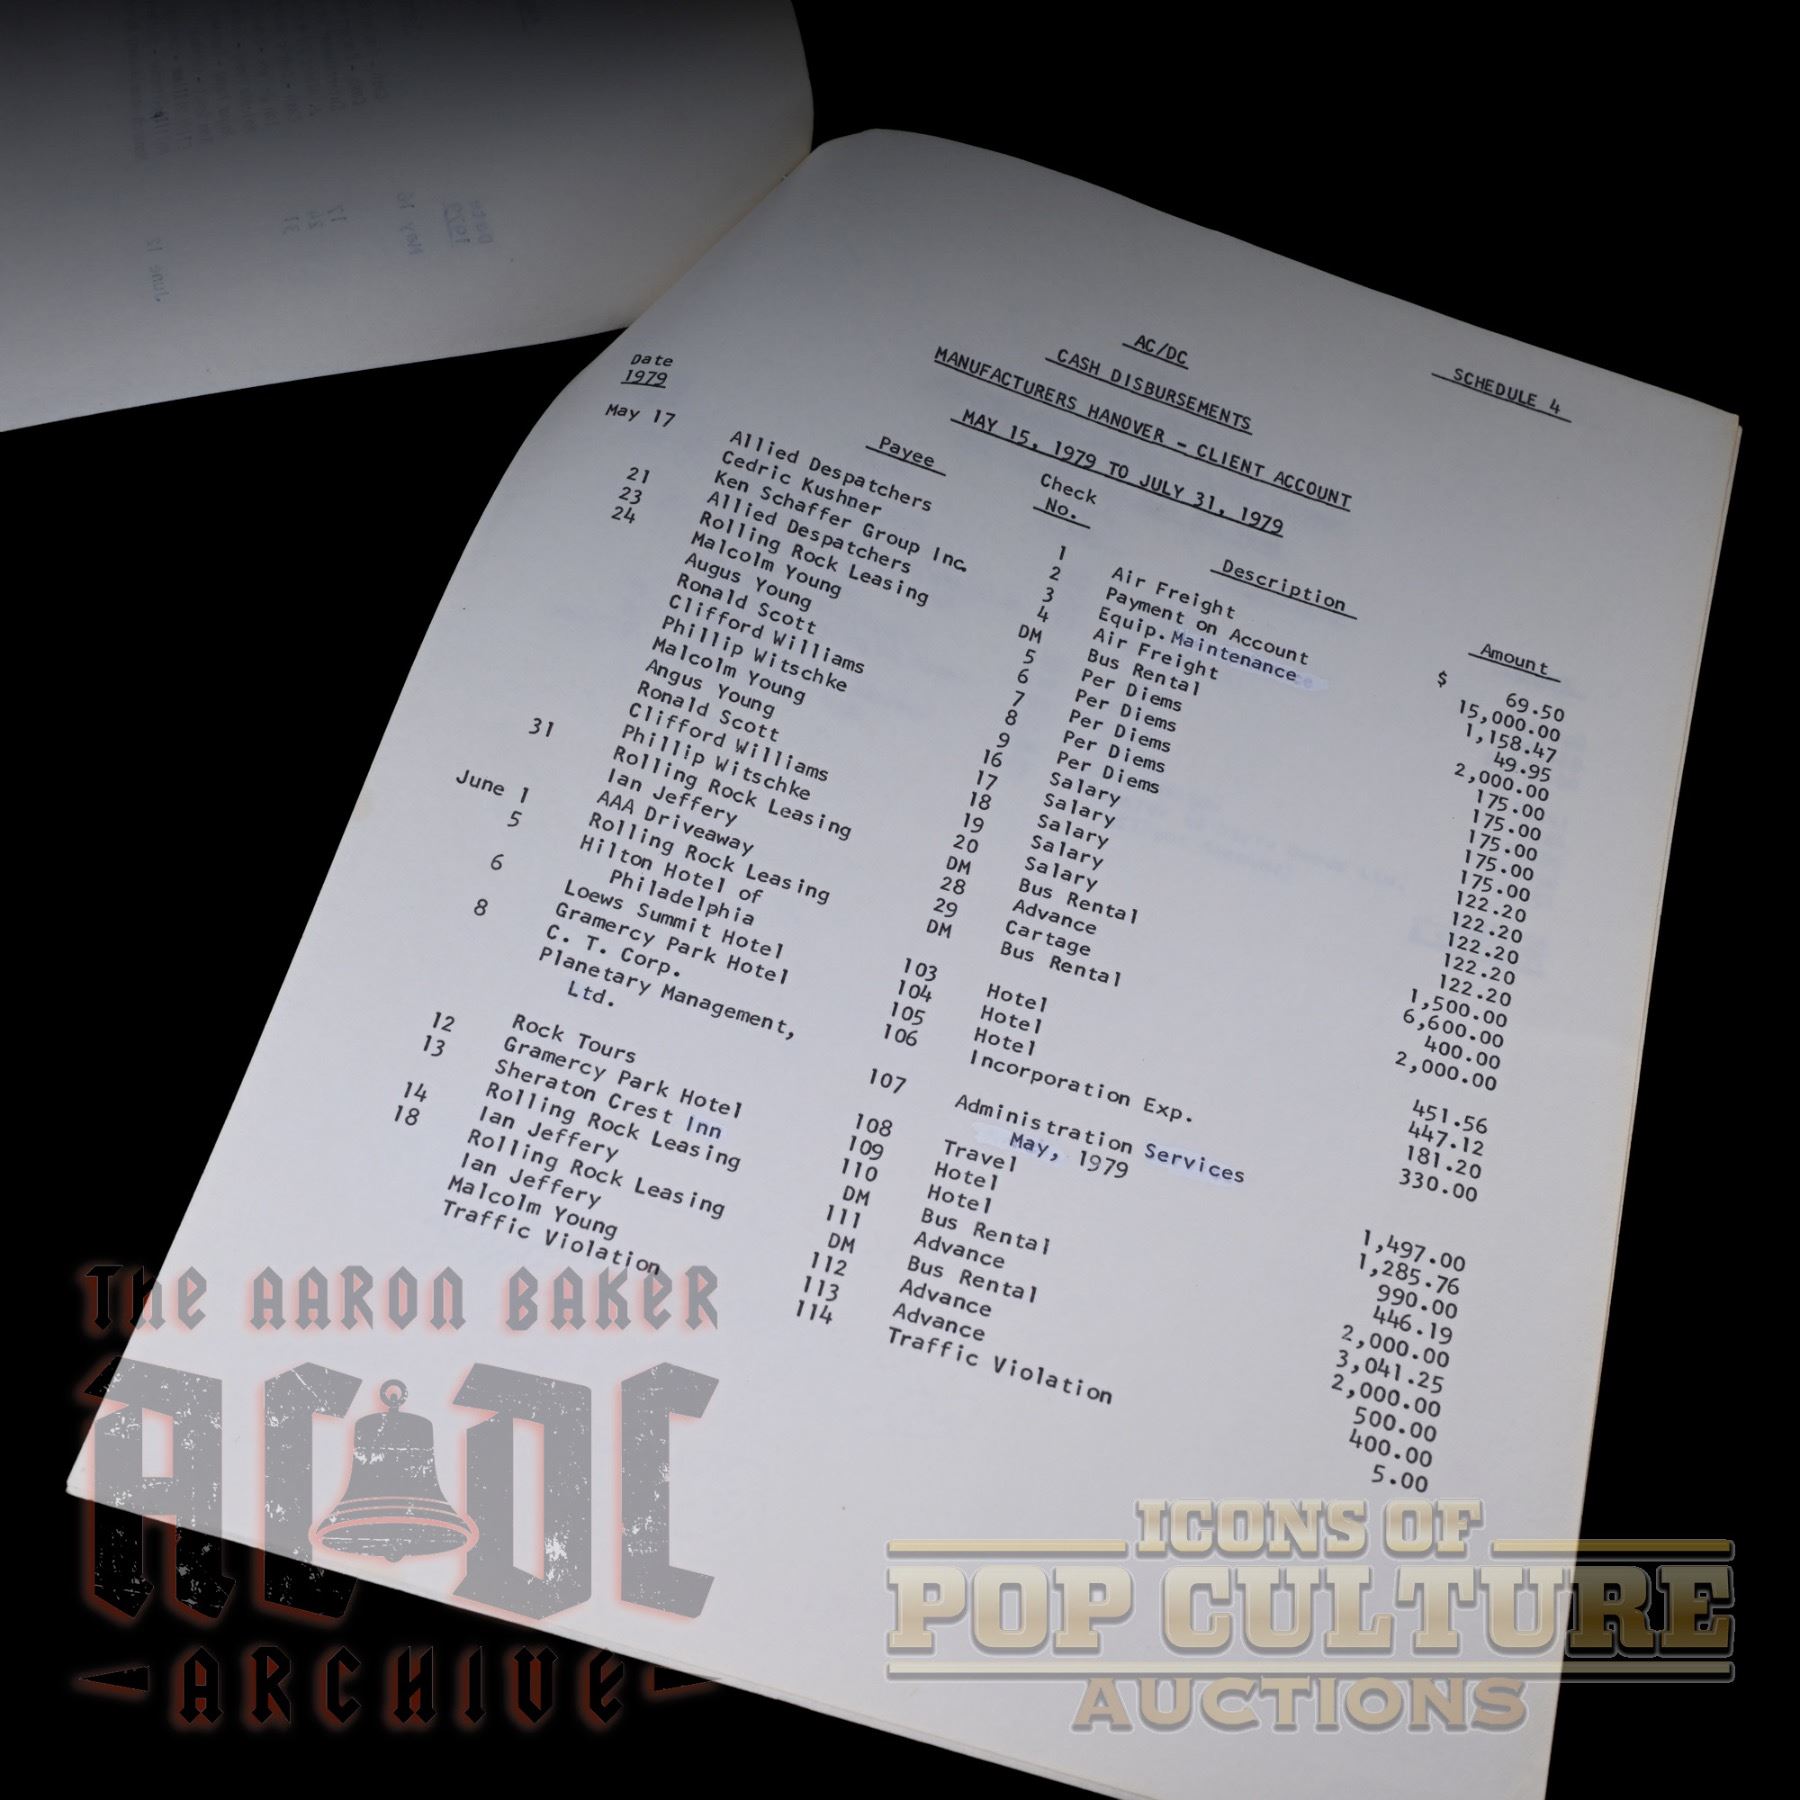 SCHEDULE 4
AC/DC
CASH DISBURSEMENTS
MANUFACTURERS HANOVER - CLIENT ACCOUNT
MAY 15, 1979 TO JULY 31, 1979
Date 1979 Payee Check No. Description Amount
May 17 Allied Despatchers 1 Air Freight $ 69.50
Cedric Kushner 2 Payment on Account 15,000.00
Ken Schaffer Group Inc. 3 Equip. Maintenance 1,158.47
21 Allied Despatchers 4 Air Freight 49.95
23 Rolling Rock Leasing DM Bus Rental 2,000.00
24 Malcolm Young 5 Per Diems 175.00
Augus Young 6 Per Diems 175.00
Ronald Scott 7 Per Diems 175.00
Clifford Williams 8 Per Diems 175.00
Phillip Witschke 9 Per Diems 175.00
Malcolm Young 16 Salary 122.20
Angus Young 17 Salary 122.20
Ronald Scott 18 Salary 122.20
Clifford Williams 19 Salary 122.20
Phillip Witschke 20 Salary 122.20
31 Rolling Rock Leasing DM Bus Rental 1,500.00
Ian Jeffery 28 Advance 6,600.00
AAA Driveaway 29 Cartage 400.00
June 1 Rolling Rock Leasing DM Bus Rental 2,000.00
5 Hilton Hotel of
Philadelphia 103 Hotel 451.56
6 Loews Summit Hotel 104 Hotel 447.12
Gramercy Park Hotel 105 Hotel 181.20
8 C. T. Corp. 106 Incorporation Exp. 330.00
Planetary Management,
Ltd. 107 Administration Services
May, 1979 1,497.00
Rock Tours 108 Travel 1,285.76
12 Gramercy Park Hotel 109 Hotel 990.00
13 Sheraton Crest Inn 110 Hotel 446.19
Rolling Rock Leasing DM Bus Rental 2,000.00
14 Ian Jeffery 111 Advance 3,041.25
18 Rolling Rock Leasing DM Bus Rental 2,000.00
Ian Jeffery 112 Advance 500.00
Malcolm Young 113 Advance 400.00
Traffic Violation 114 Traffic Violation 5.00
The AARON BAKER
AC DC
ARCHIVE
ICONS OF
POP CULTURE
AUCTIONS